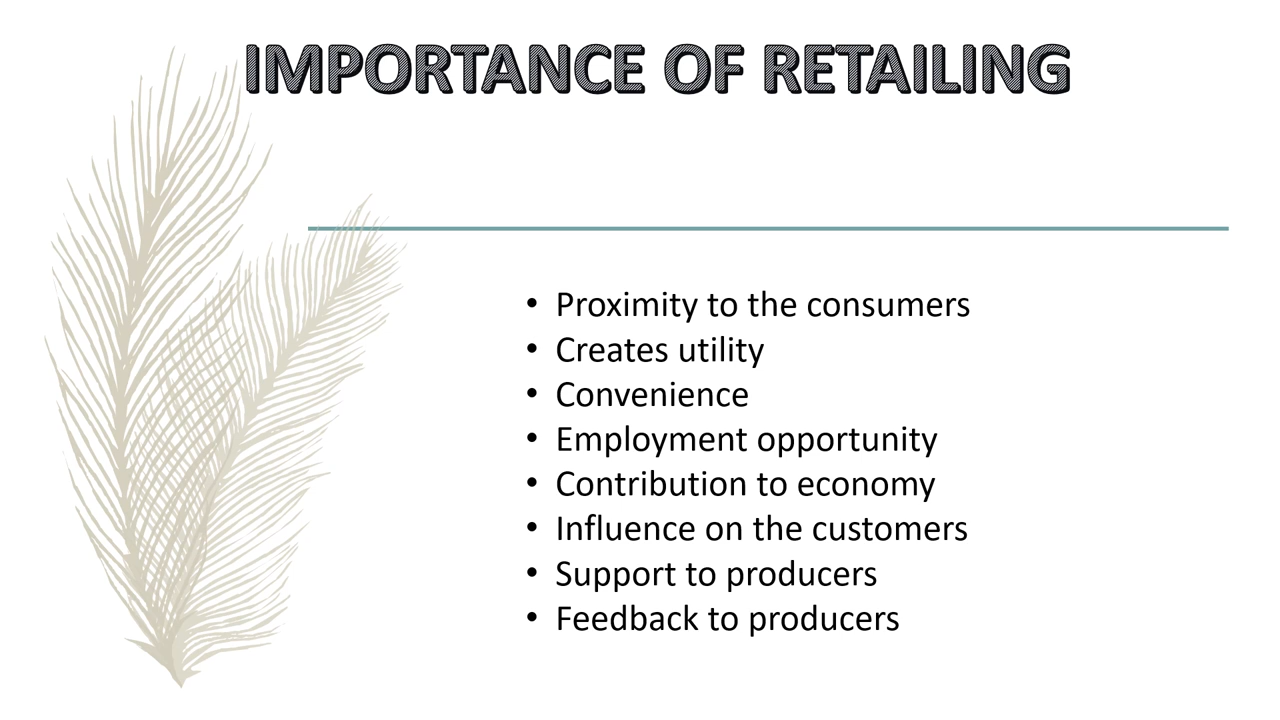 IMPORTANCE OF RETAILING
• Proximity to the consumers
• Creates utility
• Convenience
• Employment opportunity
• Contribution to economy
• Influence on the customers
• Support to producers
• Feedback to producers